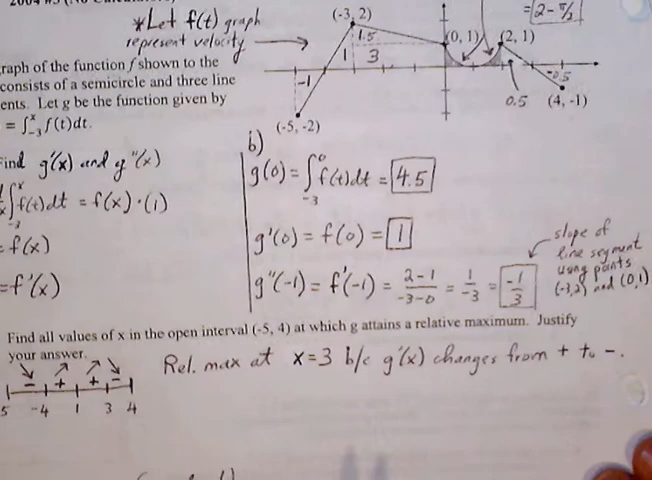 *Let f(t) graph
represent velocity
(-3, 2)
= 2 - π/2
1.5
(0, 1)
(2, 1)
1
3
-1
-0.5
0.5
(4, -1)
(-5, -2)
raph of the function f shown to the
consists of a semicircle and three line
ents. Let g be the function given by
= ∫_{-3}^{x} f(t)dt.
Find g'(x) and g''(x)
∫_{-3}^{x} f(t)dt = f(x)·(1)
= f(x)
= f'(x)
b)
g(0) = ∫_{-3}^{0} f(t)dt = 4.5
g'(0) = f(0) = 1
g''(-1) = f'(-1) = 2-1/-3-0 = 1/-3 = -1/3
slope of
line segment
using points
(-3,2) and (0,1)
Find all values of x in the open interval (-5, 4) at which g attains a relative maximum. Justify
your answer.
Rel. max at x=3 b/c g'(x) changes from + to -.
- + + -
5 -4 1 3 4